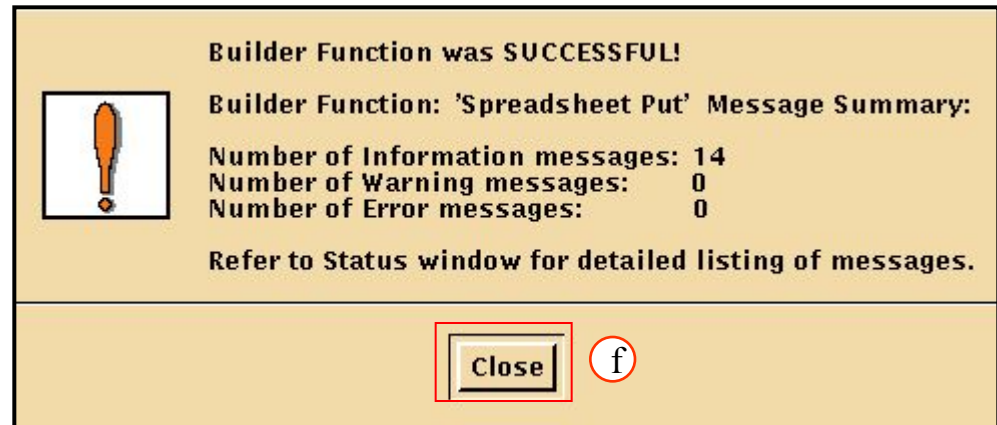 Builder Function was SUCCESSFUL!
Builder Function: 'Spreadsheet Put' Message Summary:
Number of Information messages: 14
Number of Warning messages: 0
Number of Error messages: 0
Refer to Status window for detailed listing of messages.
Close f